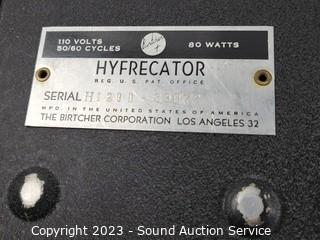 110 VOLTS
50/60 CYCLES
Birtcher
80 WATTS
HYFRECATOR
REG. U.S. PAT. OFFICE
SERIAL
MFD. IN THE UNITED STATES OF AMERICA
THE BIRTCHER CORPORATION LOS ANGELES 32
Copyright © 2023 - Sound Auction Service